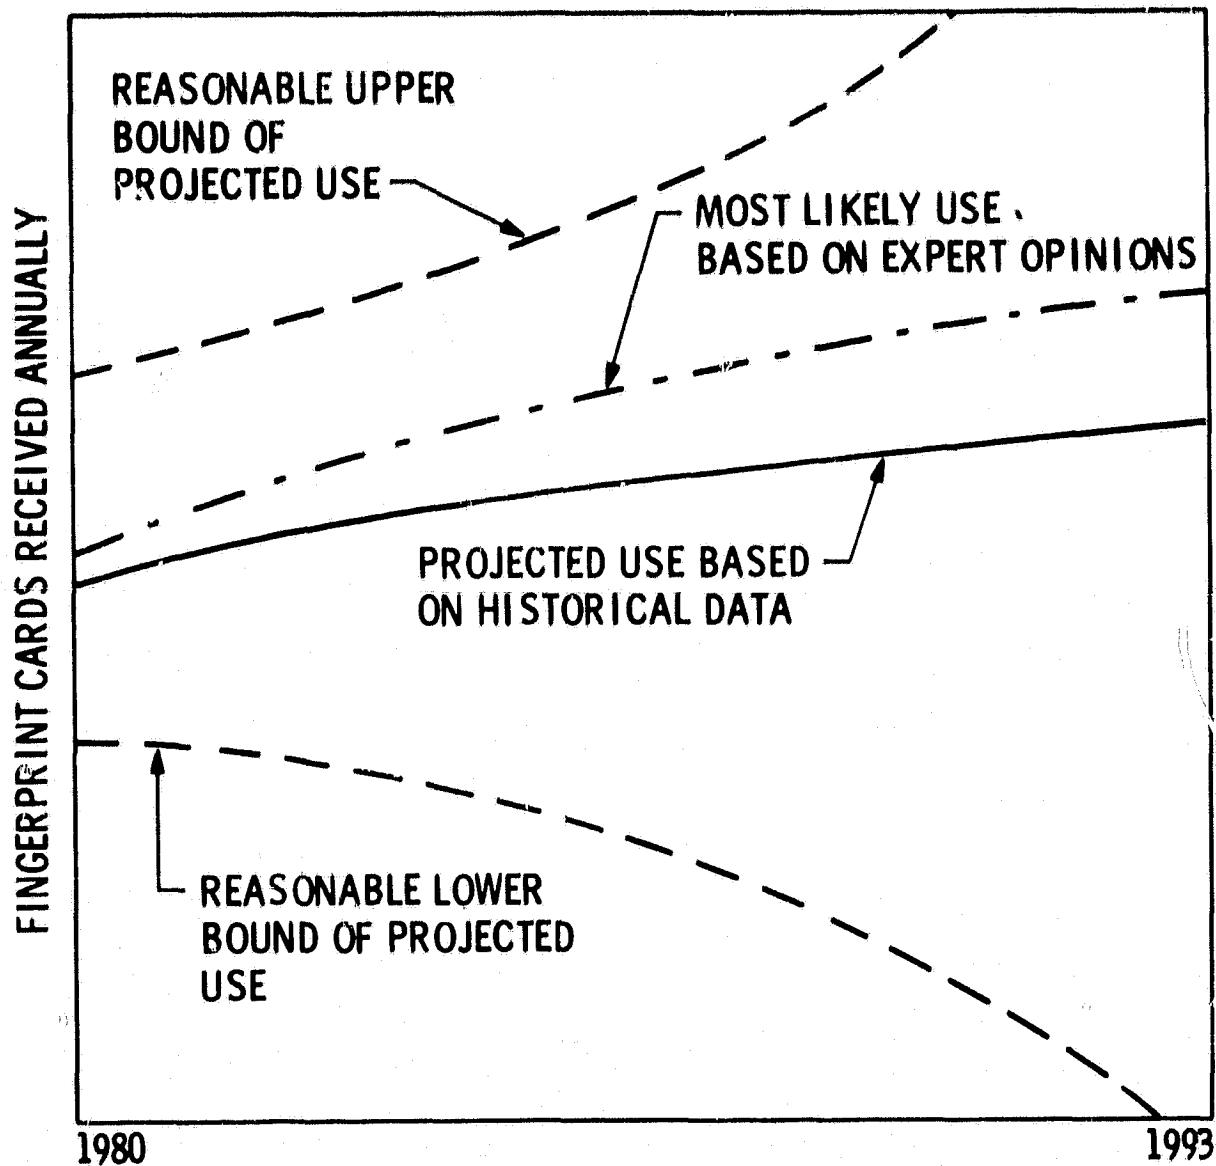 REASONABLE UPPER
BOUND OF
PROJECTED USE
MOST LIKELY USE
BASED ON EXPERT OPINIONS
FINGERPRINT CARDS RECEIVED ANNUALLY
PROJECTED USE BASED
ON HISTORICAL DATA
REASONABLE LOWER
BOUND OF PROJECTED
USE
1980
1993